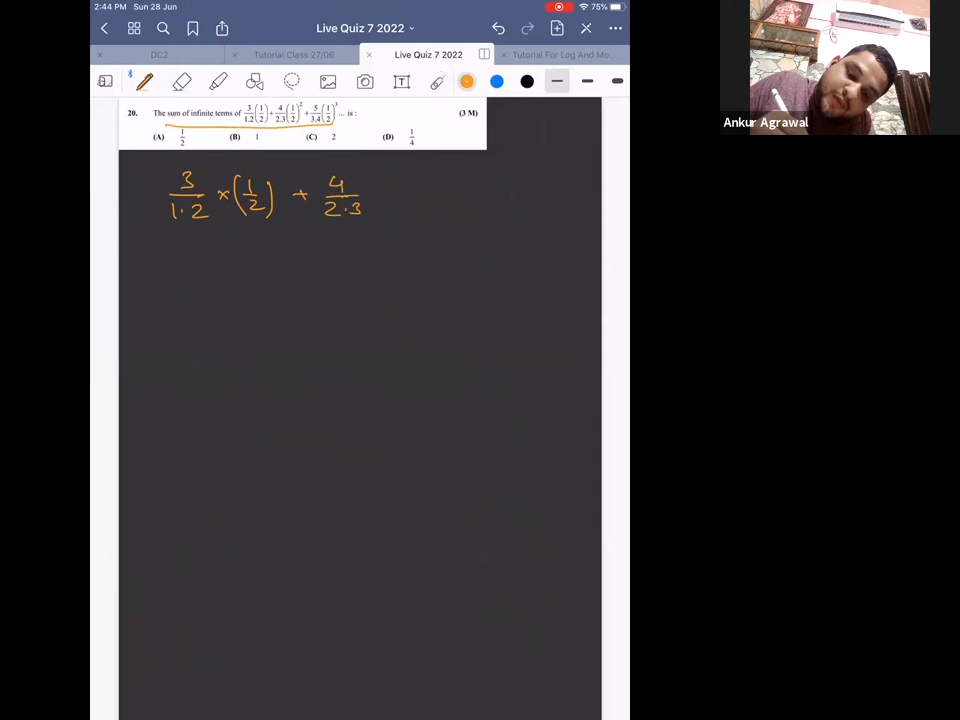 2:44 PM Sun 28 Jun 75%
Live Quiz 7 2022
DC2 Tutorial Class 27/06 Live Quiz 7 2022 Tutorial For Log And Mo...
20. The sum of infinite terms of 3/1.2 (1/2) + 4/2.3 (1/2)^2 + 5/3.4 (1/2)^3 ... is : (3 M)
(A) 1/2 (B) 1 (C) 2 (D) 1/4
3/1·2 × (1/2) + 4/2·3
Ankur Agrawal